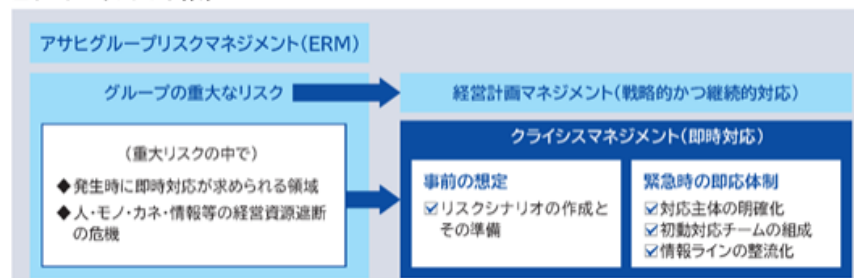 アサヒグループリスクマネジメント(ERM)
グループの重大なリスク
経営計画マネジメント(戦略的かつ継続的対応)
(重大リスクの中で)
◆発生時に即時対応が求められる領域
◆人・モノ・カネ・情報等の経営資源遮断
の危機
クライシスマネジメント(即時対応)
事前の想定
☑リスクシナリオの作成と
その準備
緊急時の即応体制
☑対応主体の明確化
☑初動対応チームの組成
☑情報ラインの整流化